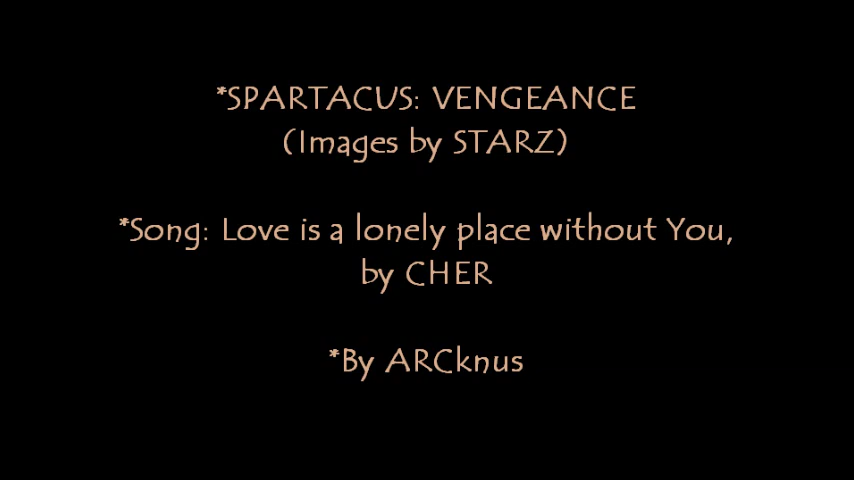 *SPARTACUS: VENGEANCE
(Images by STARZ)
*Song: Love is a lonely place without You,
by CHER
*By ARCknus